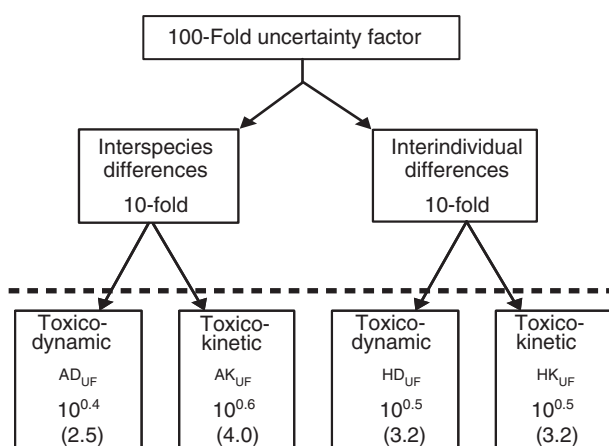 100-Fold uncertainty factor
Interspecies
differences
10-fold
Interindividual
differences
10-fold
Toxico-
dynamic
AD_UF
10^0.4
(2.5)
Toxico-
kinetic
AK_UF
10^0.6
(4.0)
Toxico-
dynamic
HD_UF
10^0.5
(3.2)
Toxico-
kinetic
HK_UF
10^0.5
(3.2)